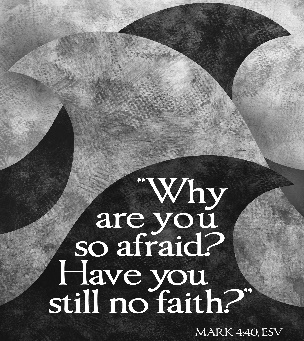 "Why
are you
so afraid?
Have you
still no faith?"
MARK 4:40, ESV